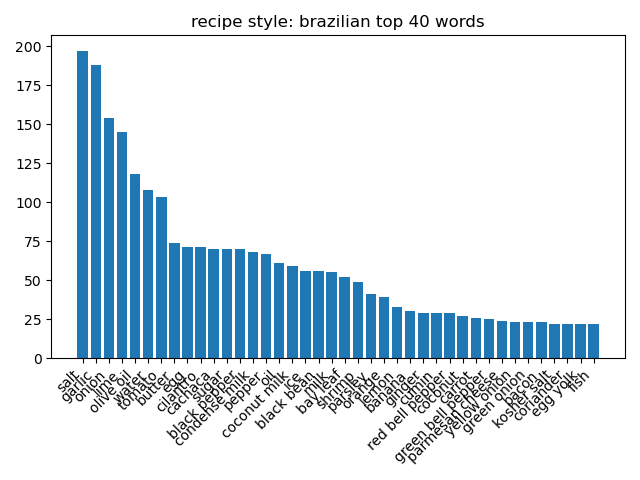 recipe style: brazilian top 40 words
200
175
150
125
100
75
50
25
0
salt
garlic
onion
lime
olive oil
water
tomato
butter
egg
cilantro
cachaca
sugar
black pepper
condense milk
pepper
oil
coconut milk
ice
black bean
milk
bay leaf
shrimp
parsley
orange
lemon
banana
ginger
cumin
red bell pepper
coconut
carrot
green bell pepper
parmesan cheese
yellow onion
green onion
bacon
kosher salt
coriander
egg yolk
fish